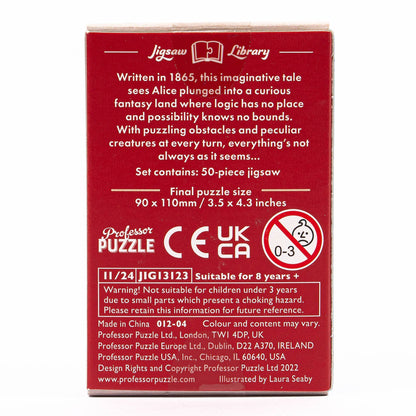 Jigsaw Library
Written in 1865, this imaginative tale
sees Alice plunged into a curious
fantasy land where logic has no place
and possibility knows no bounds.
With puzzling obstacles and peculiar
creatures at every turn, everything's not
always as it seems...
Set contains: 50-piece jigsaw
Final puzzle size
90 x 110mm / 3.5 x 4.3 inches
Professor
PUZZLE
CE
UK
CA
0-3
11/24 JIG13123 Suitable for 8 years +
Warning! Not suitable for children under 3 years
due to small parts which present a choking hazard.
Please retain this information for future reference.
Made in China 012-04 Colour and content may vary.
Professor Puzzle Ltd., London, TW1 4DP, UK
Professor Puzzle Europe Ltd., Dublin, D22 A370, IRELAND
Professor Puzzle USA, Inc., Chicago, IL 60640, USA
Design Rights and Copyright Professor Puzzle Ltd 2022
www.professorpuzzle.com Illustrated by Laura Seaby